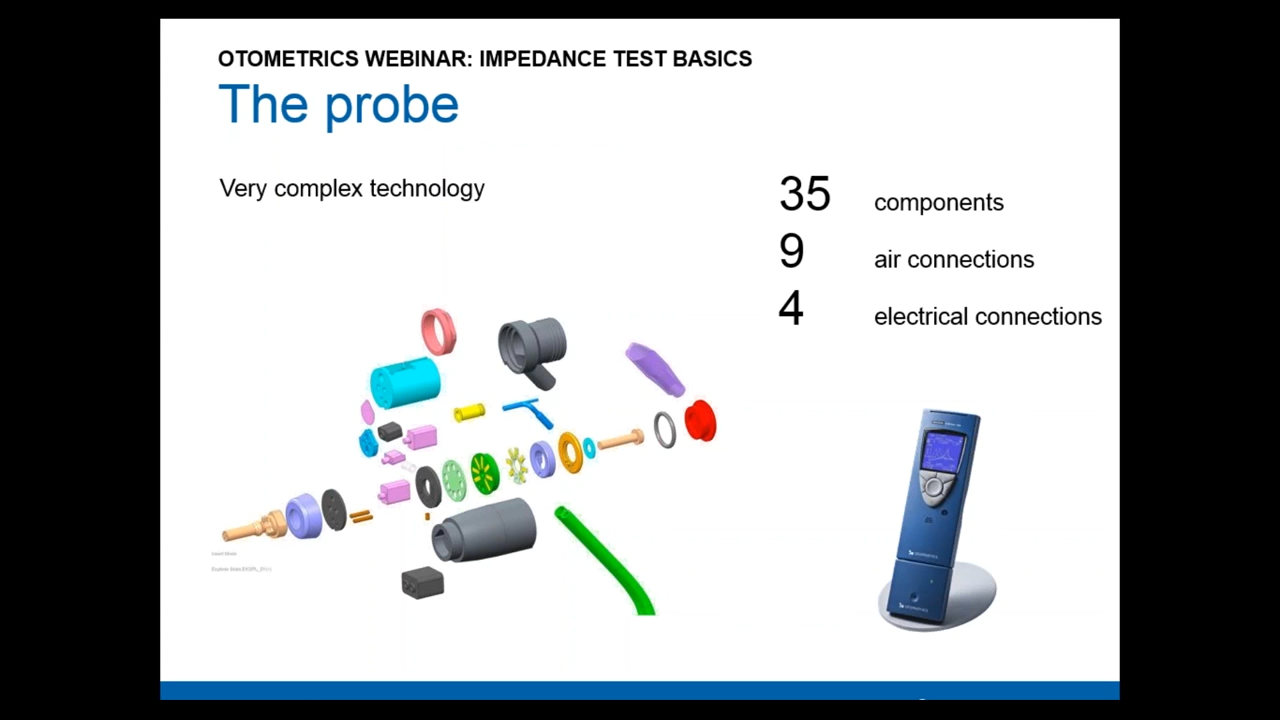 OTOMETRICS WEBINAR: IMPEDANCE TEST BASICS
The probe
Very complex technology
35 components
9 air connections
4 electrical connections